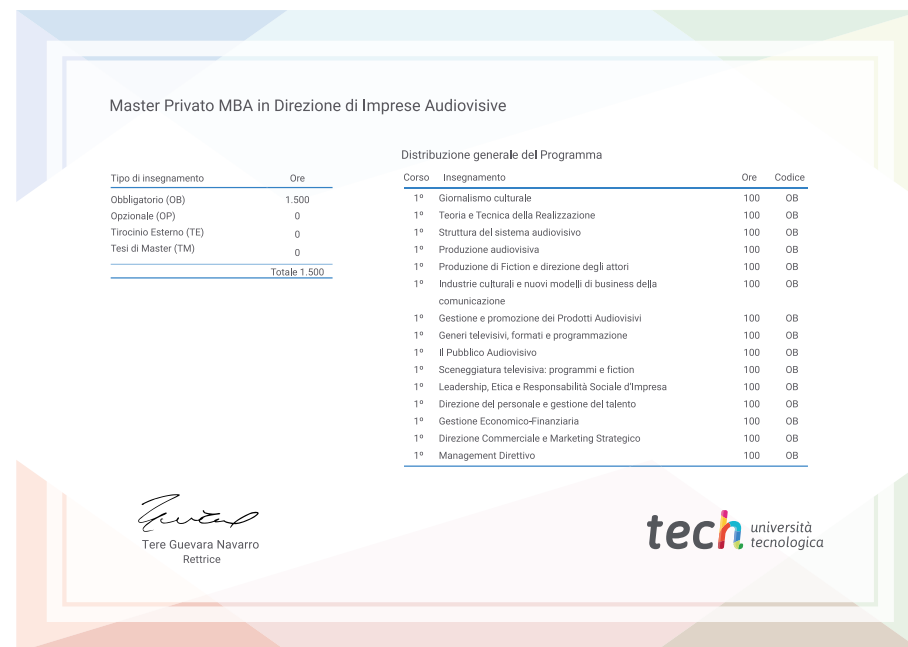 Master Privato MBA in Direzione di Imprese Audiovisive
Tipo di insegnamento Ore
Obbligatorio (OB) 1.500
Opzionale (OP) 0
Tirocinio Esterno (TE) 0
Tesi di Master (TM) 0
Totale 1.500
Distribuzione generale del Programma
Corso Insegnamento Ore Codice
1º Giornalismo culturale 100 OB
1º Teoria e Tecnica della Realizzazione 100 OB
1º Struttura del sistema audiovisivo 100 OB
1º Produzione audiovisiva 100 OB
1º Produzione di Fiction e direzione degli attori 100 OB
1º Industrie culturali e nuovi modelli di business della 100 OB
comunicazione
1º Gestione e promozione dei Prodotti Audiovisivi 100 OB
1º Generi televisivi, formati e programmazione 100 OB
1º Il Pubblico Audiovisivo 100 OB
1º Sceneggiatura televisiva: programmi e fiction 100 OB
1º Leadership, Etica e Responsabilità Sociale d'Impresa 100 OB
1º Direzione del personale e gestione del talento 100 OB
1º Gestione Economico-Finanziaria 100 OB
1º Direzione Commerciale e Marketing Strategico 100 OB
1º Management Direttivo 100 OB
Tere Guevara Navarro
Rettrice
tech università
tecnologica